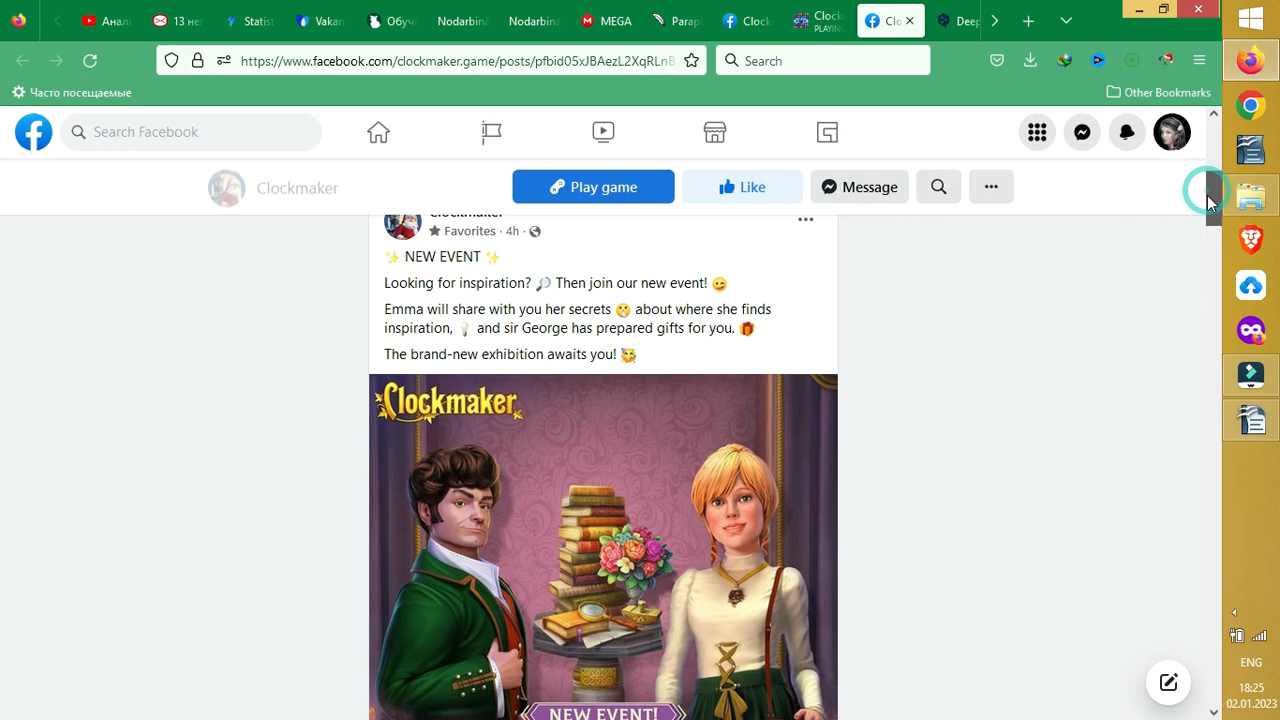 Анал
13 не
Statist
Vakan
Обуч
Nodarbin
Nodarbin
MEGA
Parap
Clock
Clock
PLAYING
Clo
Deep
https://www.facebook.com/clockmaker.game/posts/pfbid05xJBAezL2XqRLnB
Search
Часто посещаемые
Other Bookmarks
Search Facebook
Clockmaker
Play game
Like
Message
Clockmaker
Favorites · 4h ·
✨ NEW EVENT ✨
Looking for inspiration? 🔎 Then join our new event! 😉
Emma will share with you her secrets 🤫 about where she finds
inspiration, 💡 and sir George has prepared gifts for you. 🎁
The brand-new exhibition awaits you! 🥰
Clockmaker
NEW EVENT!
ENG
18:25
02.01.2023